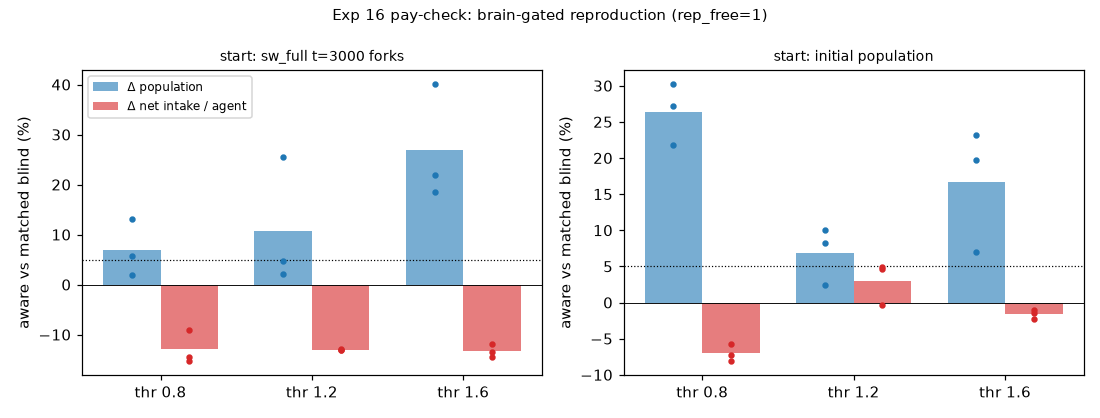 Exp 16 pay-check: brain-gated reproduction (rep_free=1)
start: sw_full t=3000 forks
aware vs matched blind (%)
40
30
20
10
0
−10
Δ population
Δ net intake / agent
thr 0.8
thr 1.2
thr 1.6
start: initial population
aware vs matched blind (%)
30
25
20
15
10
5
0
−5
−10
thr 0.8
thr 1.2
thr 1.6